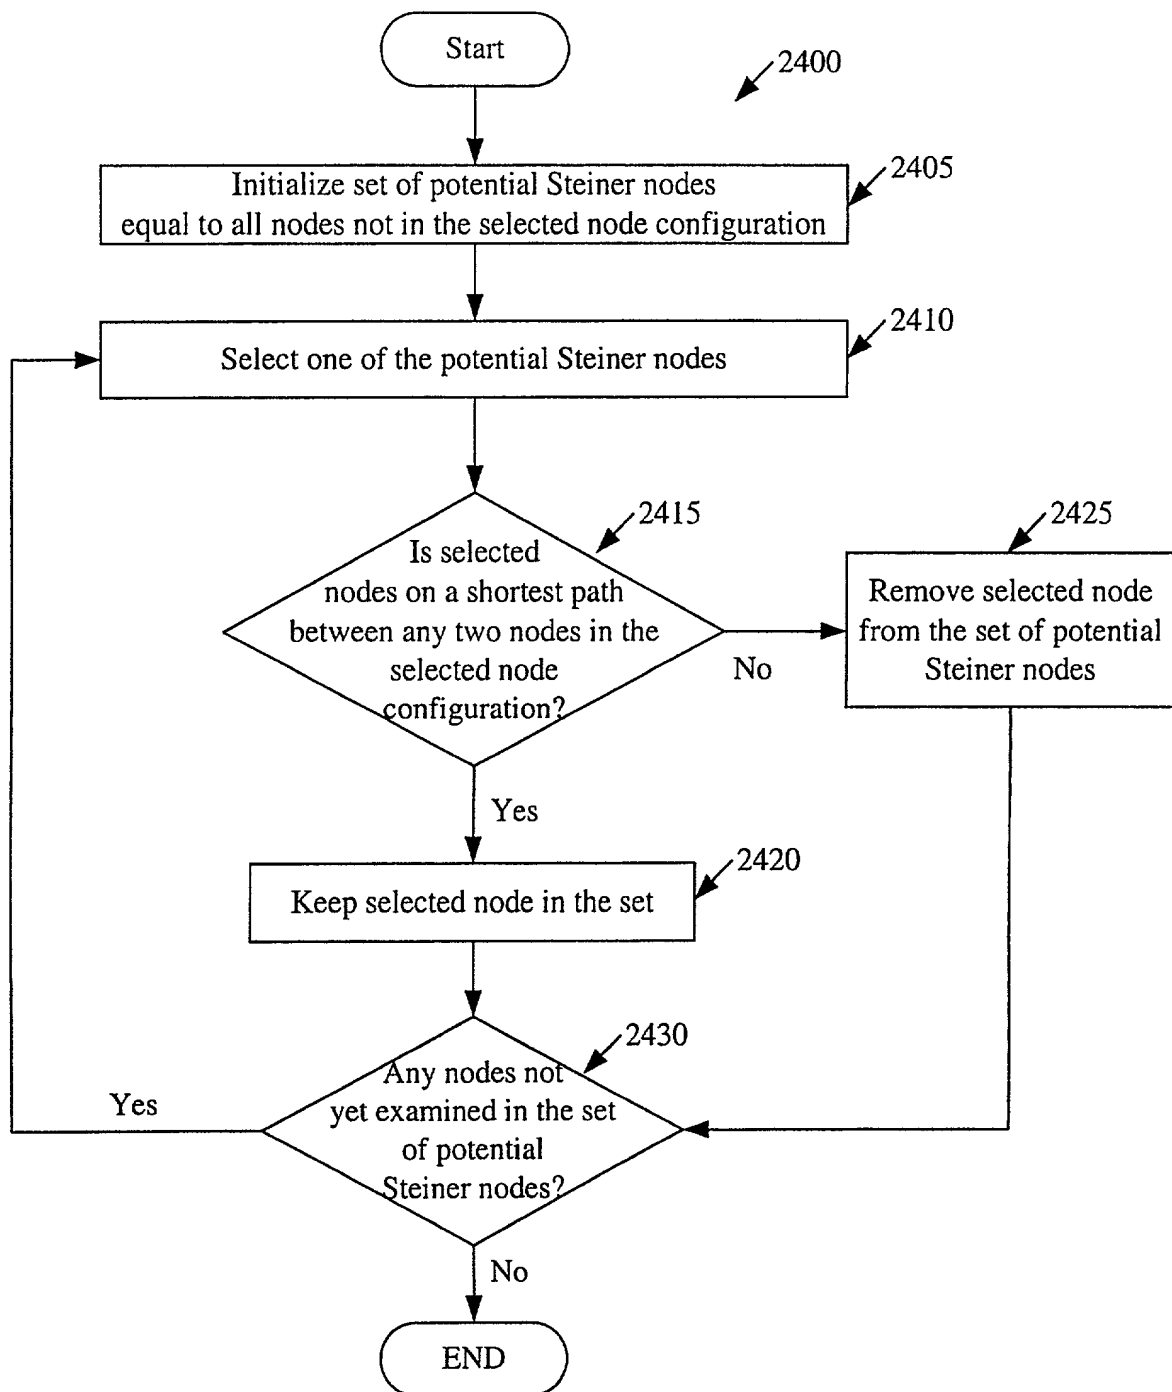 Start
2400
2405
Initialize set of potential Steiner nodes
equal to all nodes not in the selected node configuration
2410
Select one of the potential Steiner nodes
2415
Is selected
nodes on a shortest path
between any two nodes in the
selected node
configuration?
No
2425
Remove selected node
from the set of potential
Steiner nodes
Yes
2420
Keep selected node in the set
2430
Any nodes not
yet examined in the set
of potential
Steiner nodes?
Yes
No
END